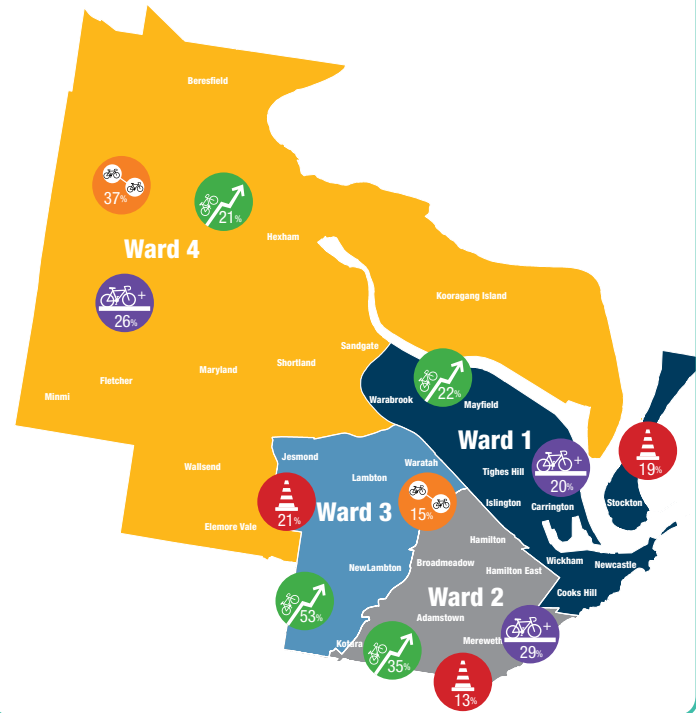 Beresfield
37%
21%
Ward 4
Hexham
26%
+
Kooragang Island
Sandgate
Shortland
Maryland
Fletcher
Minmi
22%
Warabrook
Mayfield
Ward 1
Jesmond
Waratah
Wallsend
Lambton
Tighes Hill
+
20%
19%
Islington
Carrington
Stockton
21%
Ward 3
15%
Elemore Vale
Hamilton
Broadmeadow
Hamilton East
Wickham
Newcastle
NewLambton
Cooks Hill
Ward 2
53%
Adamstown
Kotara
Mereweth
+
29%
35%
13%